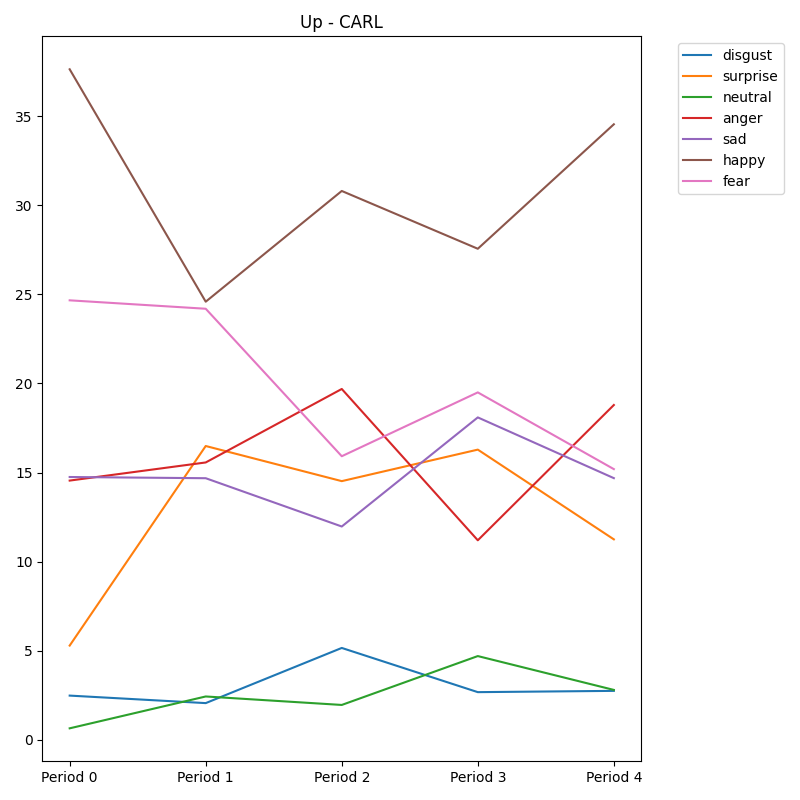 Up - CARL
disgust
surprise
neutral
anger
sad
happy
fear
35
30
25
20
15
10
5
0
Period 0 Period 1 Period 2 Period 3 Period 4